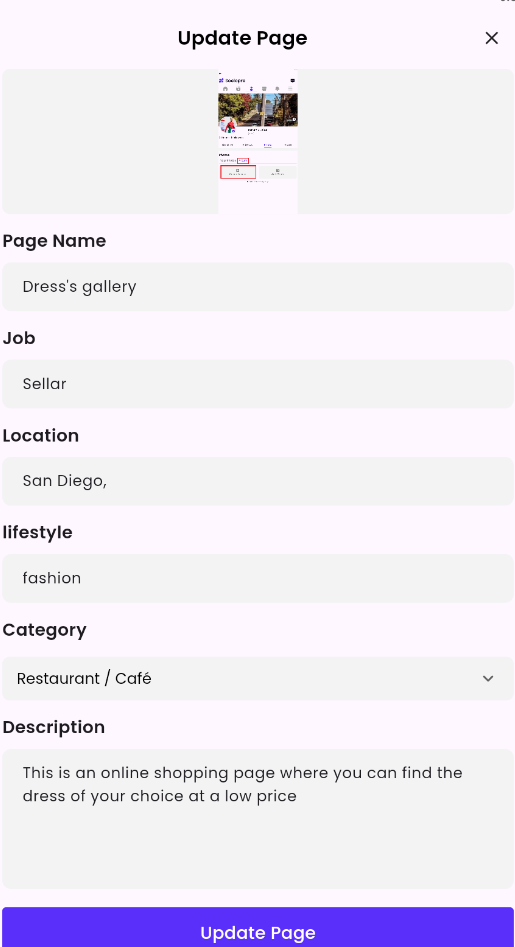 Update Page
Page Name
Dress's gallery
Job
Sellar
Location
San Diego,
lifestyle
fashion
Category
Restaurant / Café
Description
This is an online shopping page where you can find the
dress of your choice at a low price
Update Page